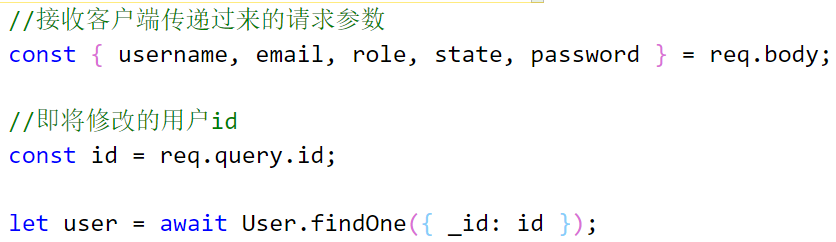 //接收客户端传递过来的请求参数
const { username, email, role, state, password } = req.body;
//即将修改的用户id
const id = req.query.id;
let user = await User.findOne({ _id: id });